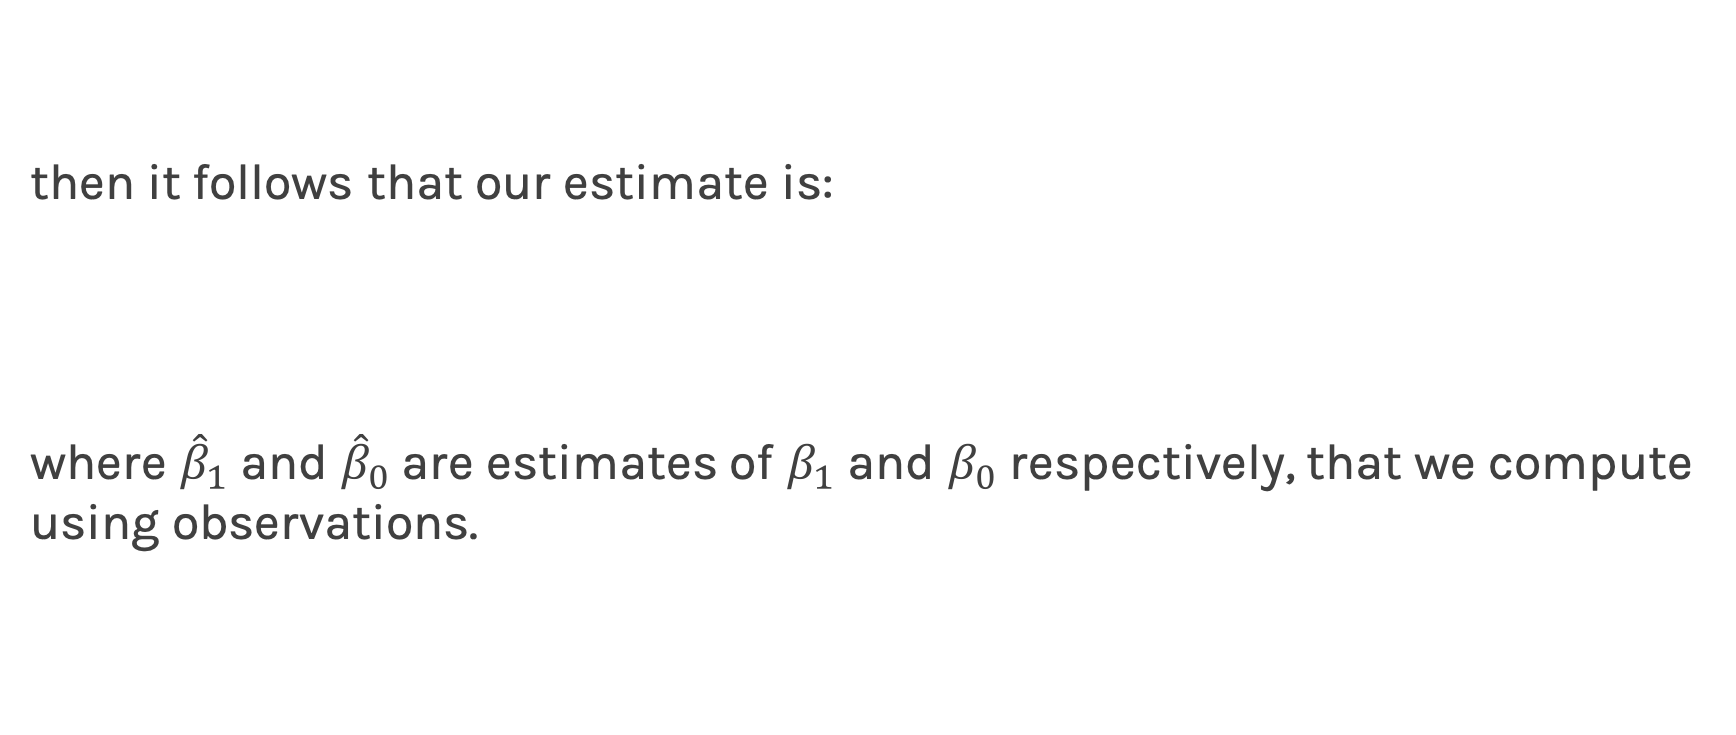 then it follows that our estimate is:
where β̂₁ and β̂₀ are estimates of β₁ and β₀ respectively, that we compute
using observations.